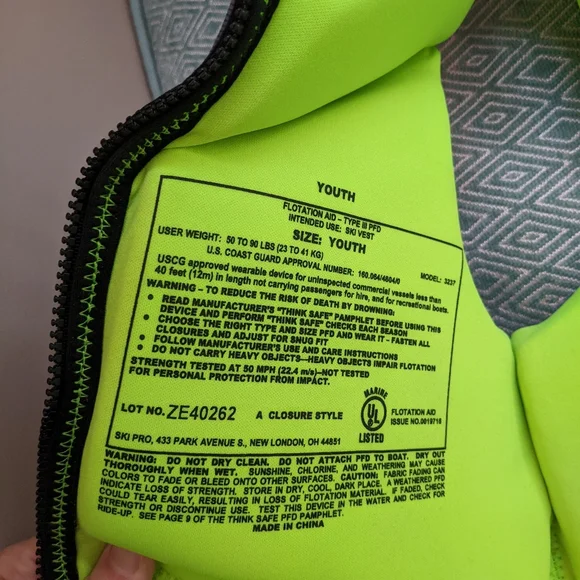 YOUTH
FLOTATION AID – TYPE III PFD
INTENDED USE: SKI VEST
SIZE: YOUTH
USER WEIGHT: 50 TO 90 LBS (23 TO 41 KG)
U.S. COAST GUARD APPROVAL NUMBER: 160.064/4604/0
MODEL: 3237
USCG approved wearable device for uninspected commercial vessels less than
40 feet (12m) in length not carrying passengers for hire, and for recreational boats.
WARNING – TO REDUCE THE RISK OF DEATH BY DROWNING:
• READ MANUFACTURER'S "THINK SAFE" PAMPHLET BEFORE USING THIS
DEVICE AND PERFORM "THINK SAFE" CHECKS EACH SEASON
• CHOOSE THE RIGHT TYPE AND SIZE PFD AND WEAR IT – FASTEN ALL
CLOSURES AND ADJUST FOR SNUG FIT
• FOLLOW MANUFACTURER'S USE AND CARE INSTRUCTIONS
• DO NOT CARRY HEAVY OBJECTS—HEAVY OBJECTS IMPAIR FLOTATION
STRENGTH TESTED AT 50 MPH (22.4 m/s)–NOT TESTED
FOR PERSONAL PROTECTION FROM IMPACT.
LOT NO. ZE40262 A CLOSURE STYLE
MARINE
UL
LISTED
FLOTATION AID
ISSUE NO.0019716
SKI PRO, 433 PARK AVENUE S., NEW LONDON, OH 44851
WARNING: DO NOT DRY CLEAN. DO NOT ATTACH PFD TO BOAT. DRY OUT
THOROUGHLY WHEN WET. SUNSHINE, CHLORINE, AND WEATHERING MAY CAUSE
COLORS TO FADE OR BLEED ONTO OTHER SURFACES. CAUTION: FABRIC FADING CAN
INDICATE LOSS OF STRENGTH. STORE IN DRY, COOL, DARK PLACE. A WEATHERED PFD
COULD TEAR EASILY, RESULTING IN LOSS OF FLOTATION MATERIAL. IF FADED, CHECK
STRENGTH OR DISCONTINUE USE. TEST THIS DEVICE IN THE WATER AND CHECK FOR
RIDE-UP. SEE PAGE 9 OF THE THINK SAFE PFD PAMPHLET.
MADE IN CHINA